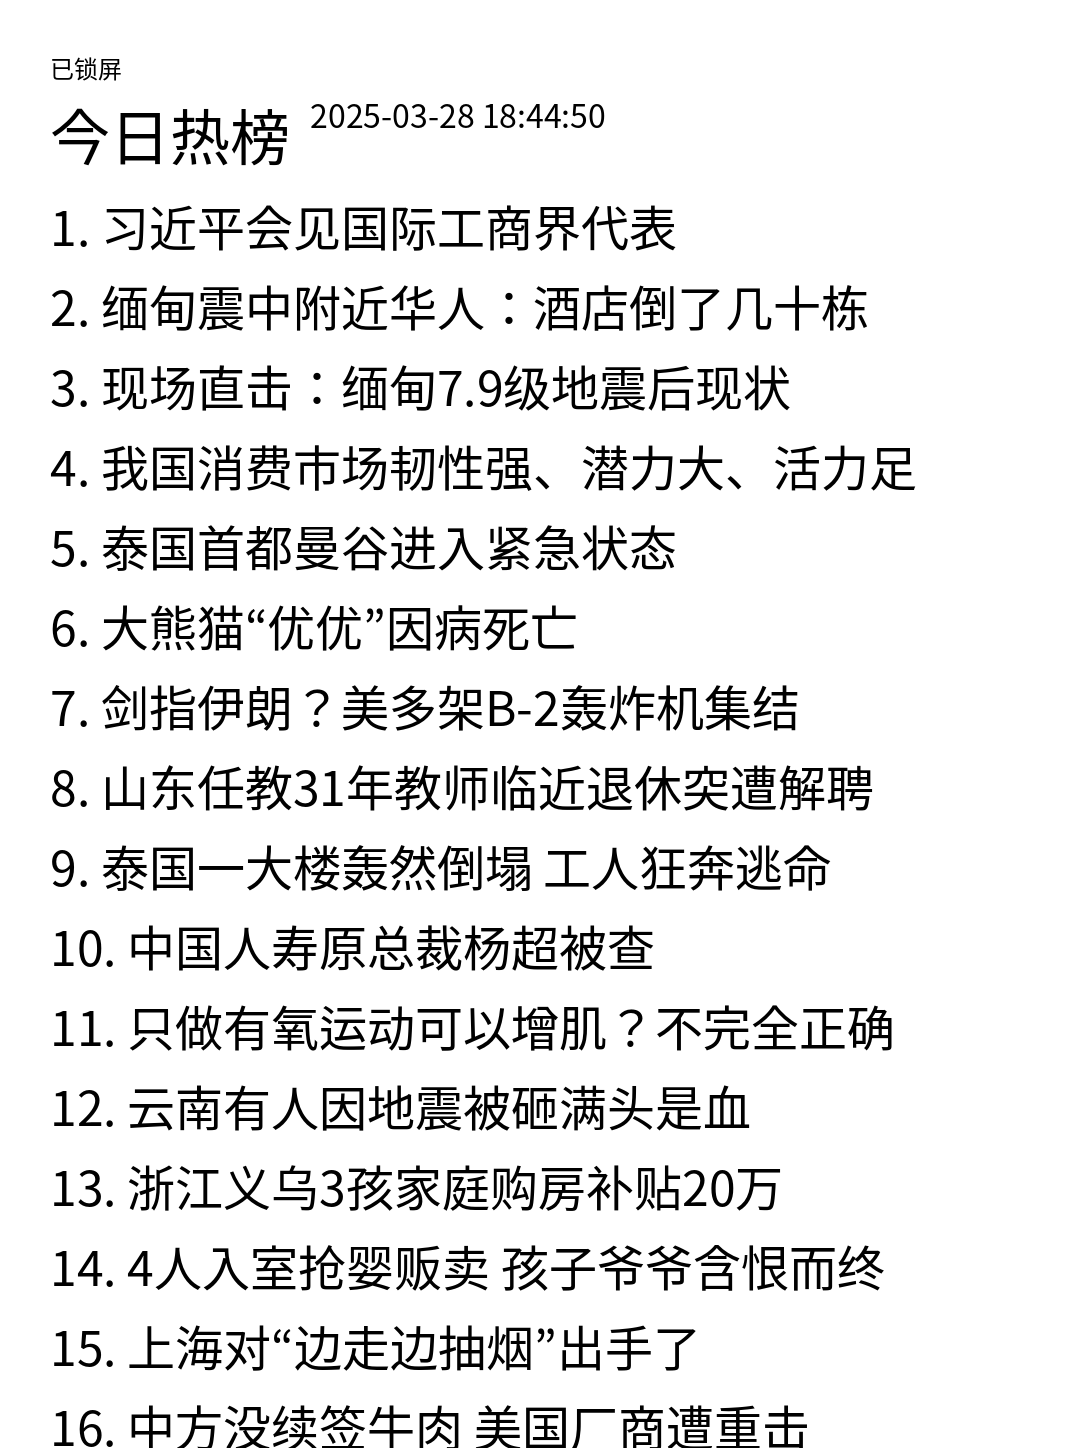 已锁屏
今日热榜 2025-03-28 18:44:50
1. 习近平会见国际工商界代表
2. 缅甸震中附近华人：酒店倒了几十栋
3. 现场直击：缅甸7.9级地震后现状
4. 我国消费市场韧性强、潜力大、活力足
5. 泰国首都曼谷进入紧急状态
6. 大熊猫“优优”因病死亡
7. 剑指伊朗？美多架B-2轰炸机集结
8. 山东任教31年教师临近退休突遭解聘
9. 泰国一大楼轰然倒塌 工人狂奔逃命
10. 中国人寿原总裁杨超被查
11. 只做有氧运动可以增肌？不完全正确
12. 云南有人因地震被砸满头是血
13. 浙江义乌3孩家庭购房补贴20万
14. 4人入室抢婴贩卖 孩子爷爷含恨而终
15. 上海对“边走边抽烟”出手了
16. 中方没续签牛肉 美国厂商遭重击